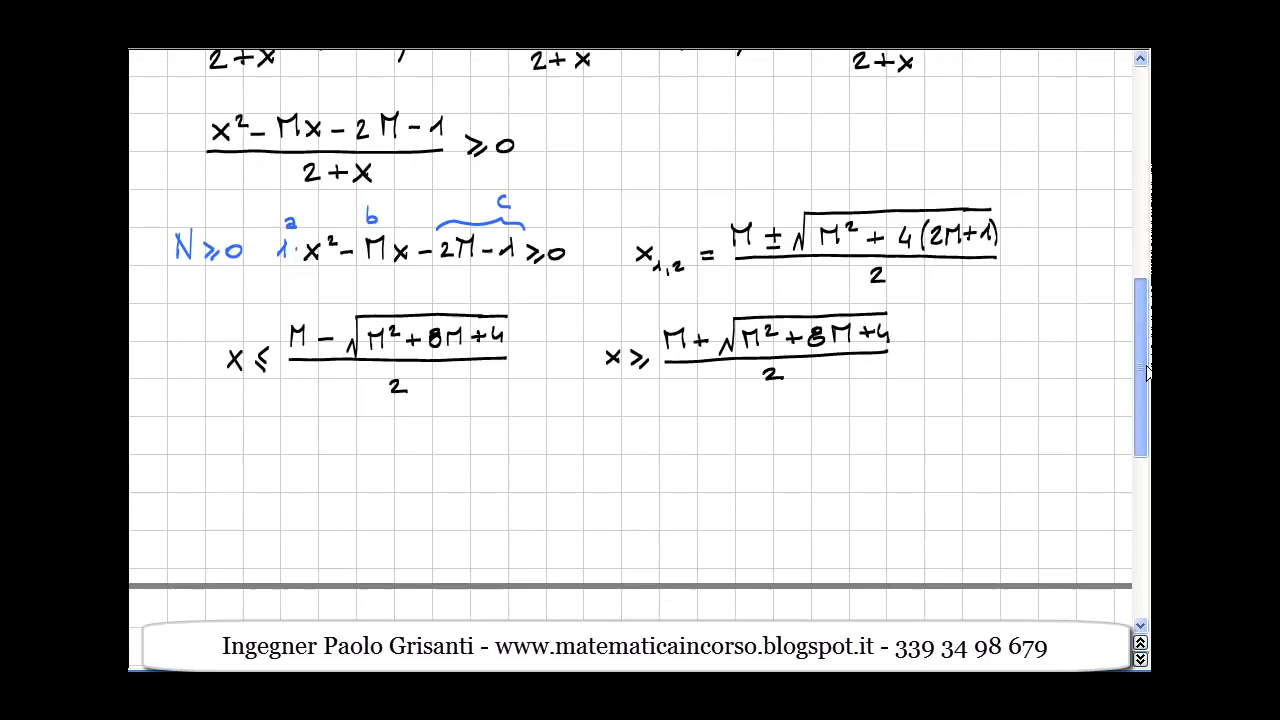 2+x 2+x 2+x
x² - Mx - 2M - 1
2 + x
≥ 0
a b c
N ≥ 0 1·x² - Mx - 2M - 1 ≥ 0 x₁,₂ = (M ± √(M² + 4(2M+1))) / 2
x ≤ (M - √(M² + 8M + 4)) / 2 x ≥ (M + √(M² + 8M + 4)) / 2
Ingegner Paolo Grisanti - www.matematicaincorso.blogspot.it - 339 34 98 679